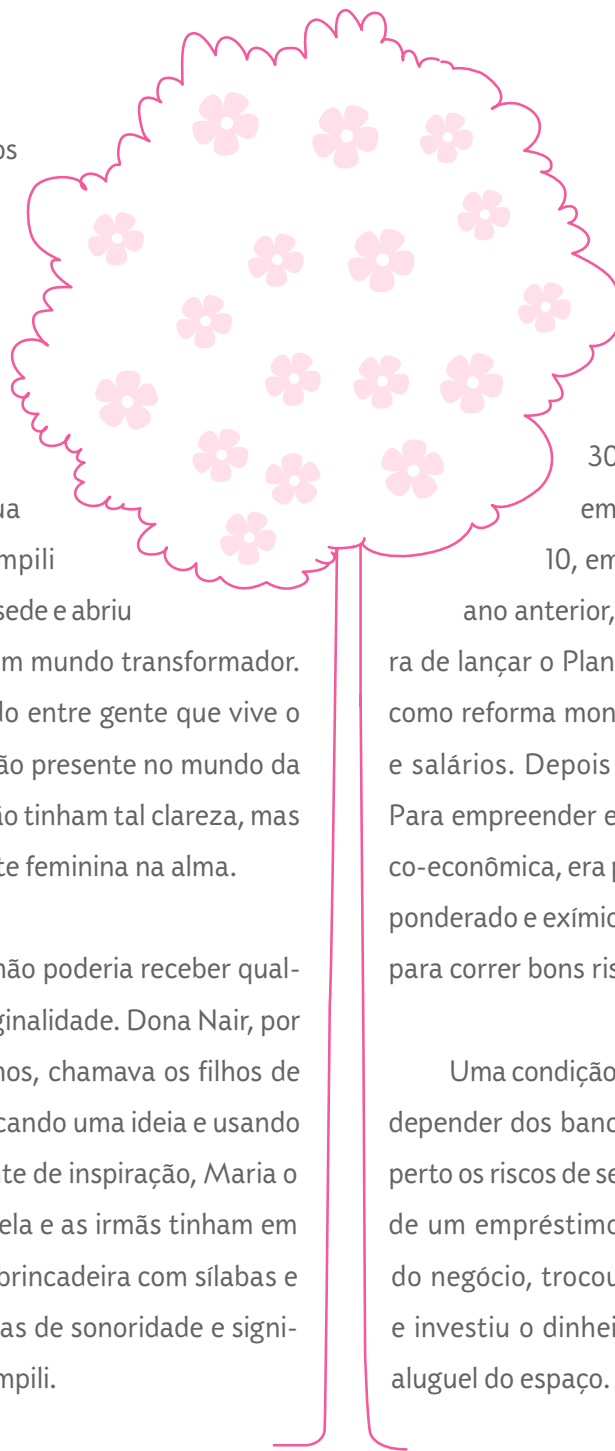 os
ua
mpili
sede e abriu
m mundo transformador.
do entre gente que vive o
ão presente no mundo da
ão tinham tal clareza, mas
te feminina na alma.
não poderia receber qual-
ginalidade. Dona Nair, por
nos, chamava os filhos de
cando uma ideia e usando
te de inspiração, Maria o
ela e as irmãs tinham em
brincadeira com sílabas e
as de sonoridade e signi-
mpili.
30
em
10, em
ano anterior,
ra de lançar o Plan
como reforma mon
e salários. Depois
Para empreender e
co-econômica, era p
ponderado e exímio
para correr bons ris
Uma condição
depender dos banc
perto os riscos de se
de um empréstimo
do negócio, trocou
e investiu o dinhei
aluguel do espaço.